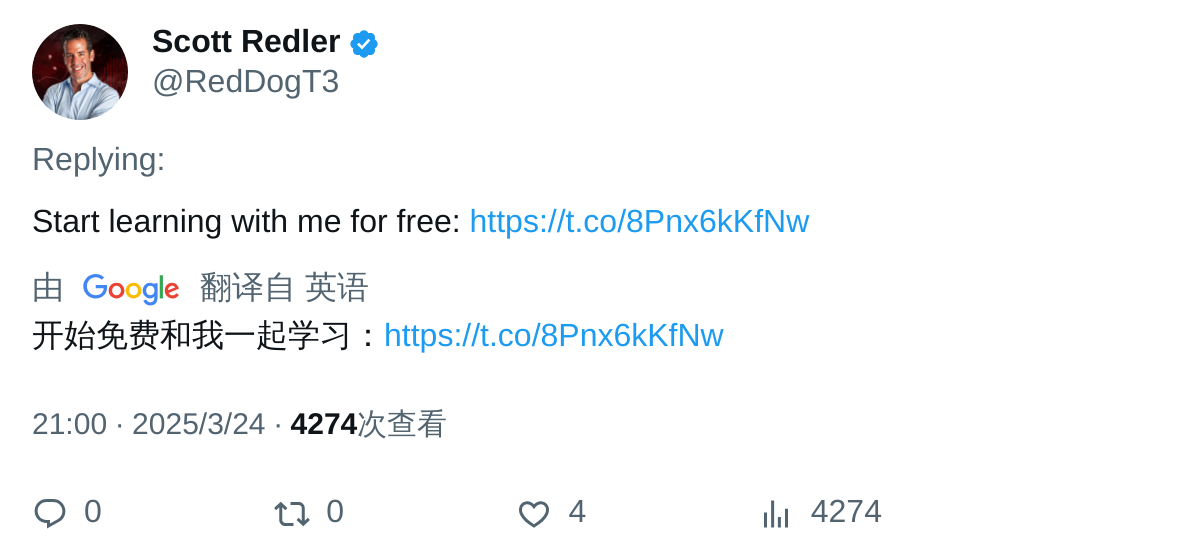 Scott Redler
@RedDogT3
Replying:
Start learning with me for free: https://t.co/8Pnx6kKfNw
由 Google 翻译自 英语
开始免费和我一起学习：https://t.co/8Pnx6kKfNw
21:00 · 2025/3/24 · 4274次查看
0 0 4 4274